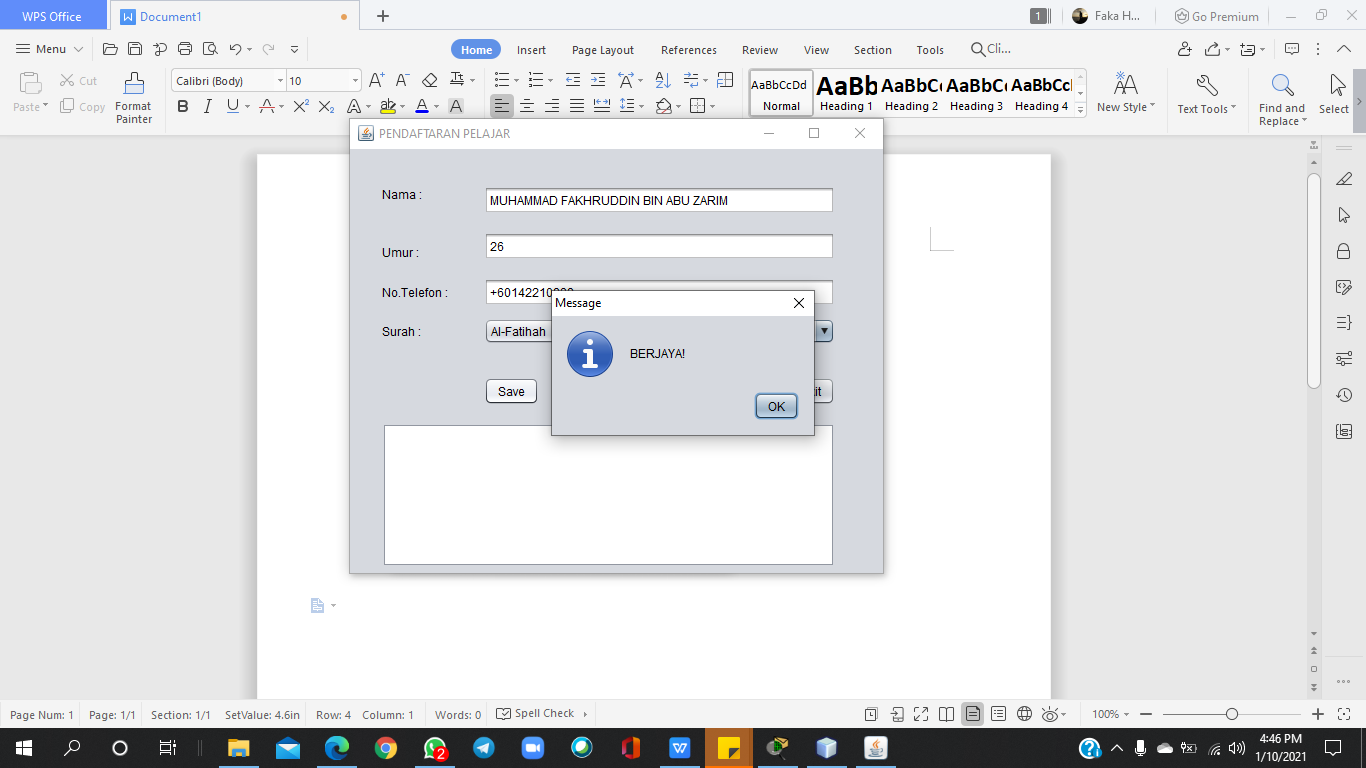 WPS Office
Document1
1
Faka H...
Go Premium
Menu
Home
Insert
Page Layout
References
Review
View
Section
Tools
Cli...
Paste
Cut
Copy
Format
Painter
Calibri (Body)
10
AaBbCcDd
Normal
AaBb
Heading 1
AaBbC
Heading 2
AaBbC
Heading 3
AaBbCc
Heading 4
New Style
Text Tools
Find and
Replace
Select
PENDAFTARAN PELAJAR
Nama :
MUHAMMAD FAKHRUDDIN BIN ABU ZARIM
Umur :
26
No.Telefon :
Surah :
Al-Fatihah
Save
Message
BERJAYA!
OK
Page Num: 1
Page: 1/1
Section: 1/1
SetValue: 4.6in
Row: 4
Column: 1
Words: 0
Spell Check
100%
2
4:46 PM
1/10/2021